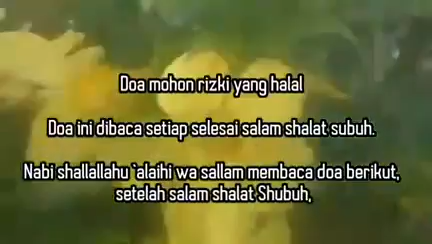 Doa mohon rizki yang halal
Doa ini dibaca setiap selesai salam shalat subuh.
Nabi shallallahu `alaihi wa sallam membaca doa berikut,
setelah salam shalat Shubuh,